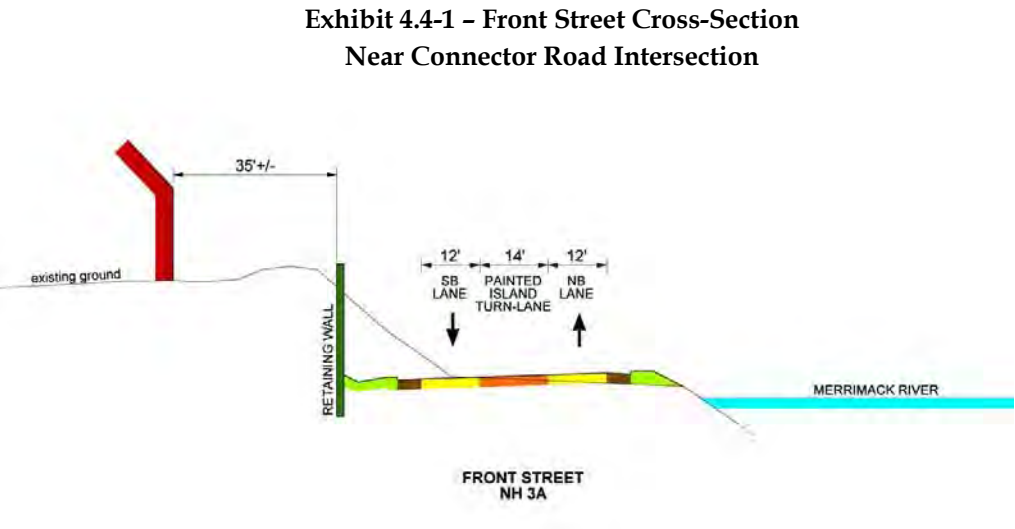 Exhibit 4.4-1 – Front Street Cross-Section
Near Connector Road Intersection
35'+/-
existing ground
RETAINING WALL
12' 14' 12'
SB LANE
PAINTED ISLAND TURN-LANE
NB LANE
MERRIMACK RIVER
FRONT STREET
NH 3A